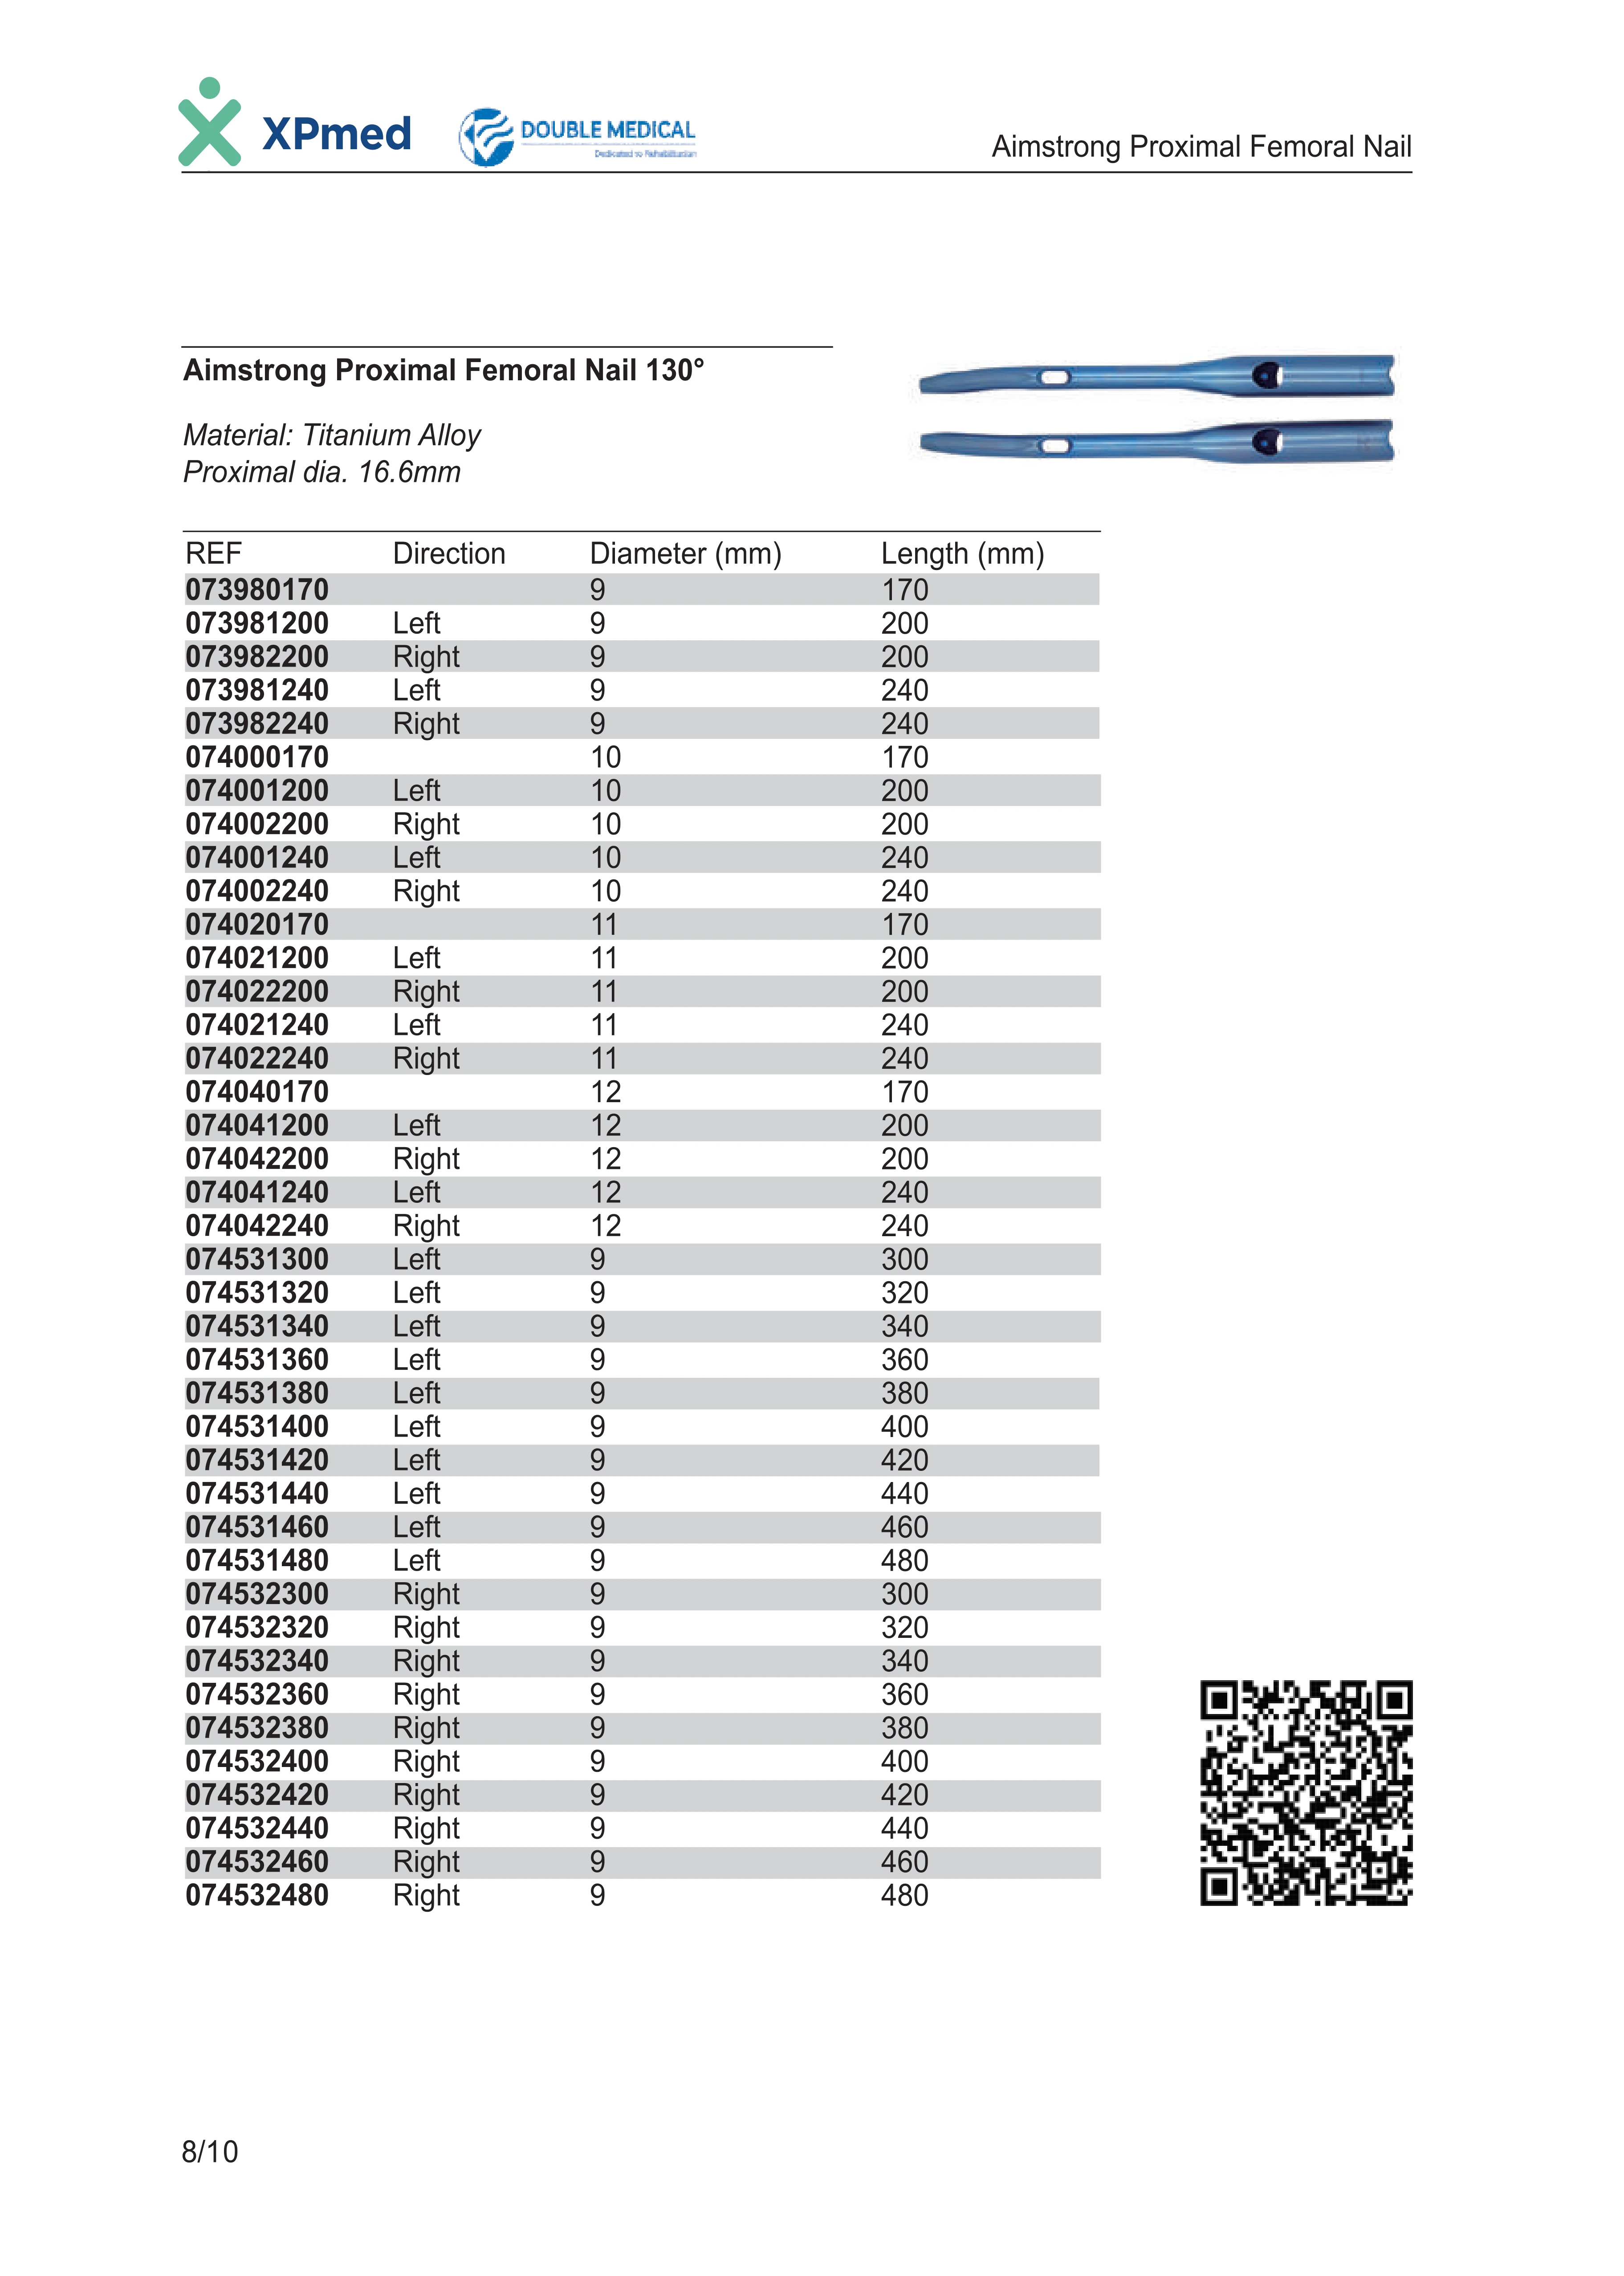 XPmed
DOUBLE MEDICAL
Dedicated to Rehabilitation
Aimstrong Proximal Femoral Nail
Aimstrong Proximal Femoral Nail 130°
Material: Titanium Alloy
Proximal dia. 16.6mm
REF Direction Diameter (mm) Length (mm)
073980170 9 170
073981200 Left 9 200
073982200 Right 9 200
073981240 Left 9 240
073982240 Right 9 240
074000170 10 170
074001200 Left 10 200
074002200 Right 10 200
074001240 Left 10 240
074002240 Right 10 240
074020170 11 170
074021200 Left 11 200
074022200 Right 11 200
074021240 Left 11 240
074022240 Right 11 240
074040170 12 170
074041200 Left 12 200
074042200 Right 12 200
074041240 Left 12 240
074042240 Right 12 240
074531300 Left 9 300
074531320 Left 9 320
074531340 Left 9 340
074531360 Left 9 360
074531380 Left 9 380
074531400 Left 9 400
074531420 Left 9 420
074531440 Left 9 440
074531460 Left 9 460
074531480 Left 9 480
074532300 Right 9 300
074532320 Right 9 320
074532340 Right 9 340
074532360 Right 9 360
074532380 Right 9 380
074532400 Right 9 400
074532420 Right 9 420
074532440 Right 9 440
074532460 Right 9 460
074532480 Right 9 480
8/10